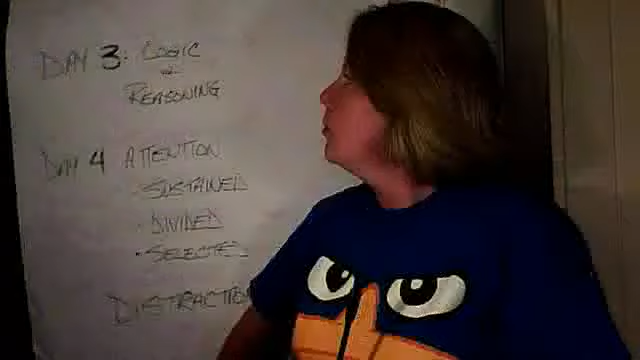 DAY 3: LOGIC
&
REASONING
DAY 4 ATTENTION
• SUSTAINED
• DIVIDED
• SELECTED
DISTRACTION